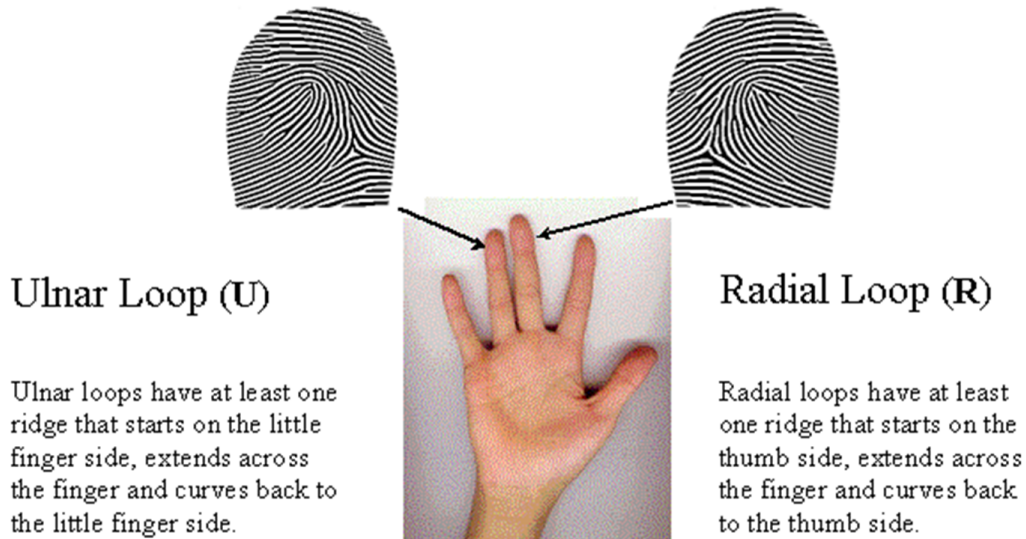 Ulnar Loop (U)
Ulnar loops have at least one
ridge that starts on the little
finger side, extends across
the finger and curves back to
the little finger side.
Radial Loop (R)
Radial loops have at least
one ridge that starts on the
thumb side, extends across
the finger and curves back
to the thumb side.